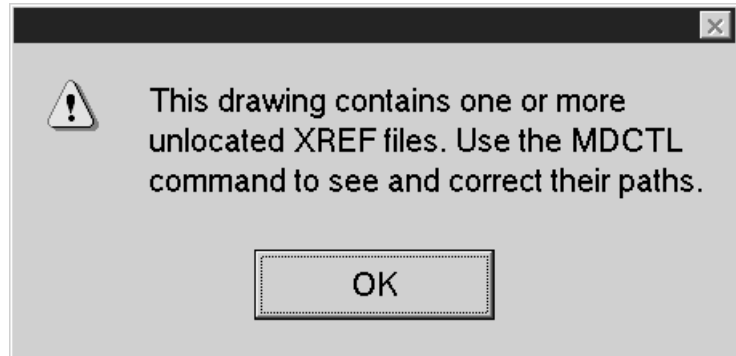 This drawing contains one or more
unlocated XREF files. Use the MDCTL
command to see and correct their paths.
OK